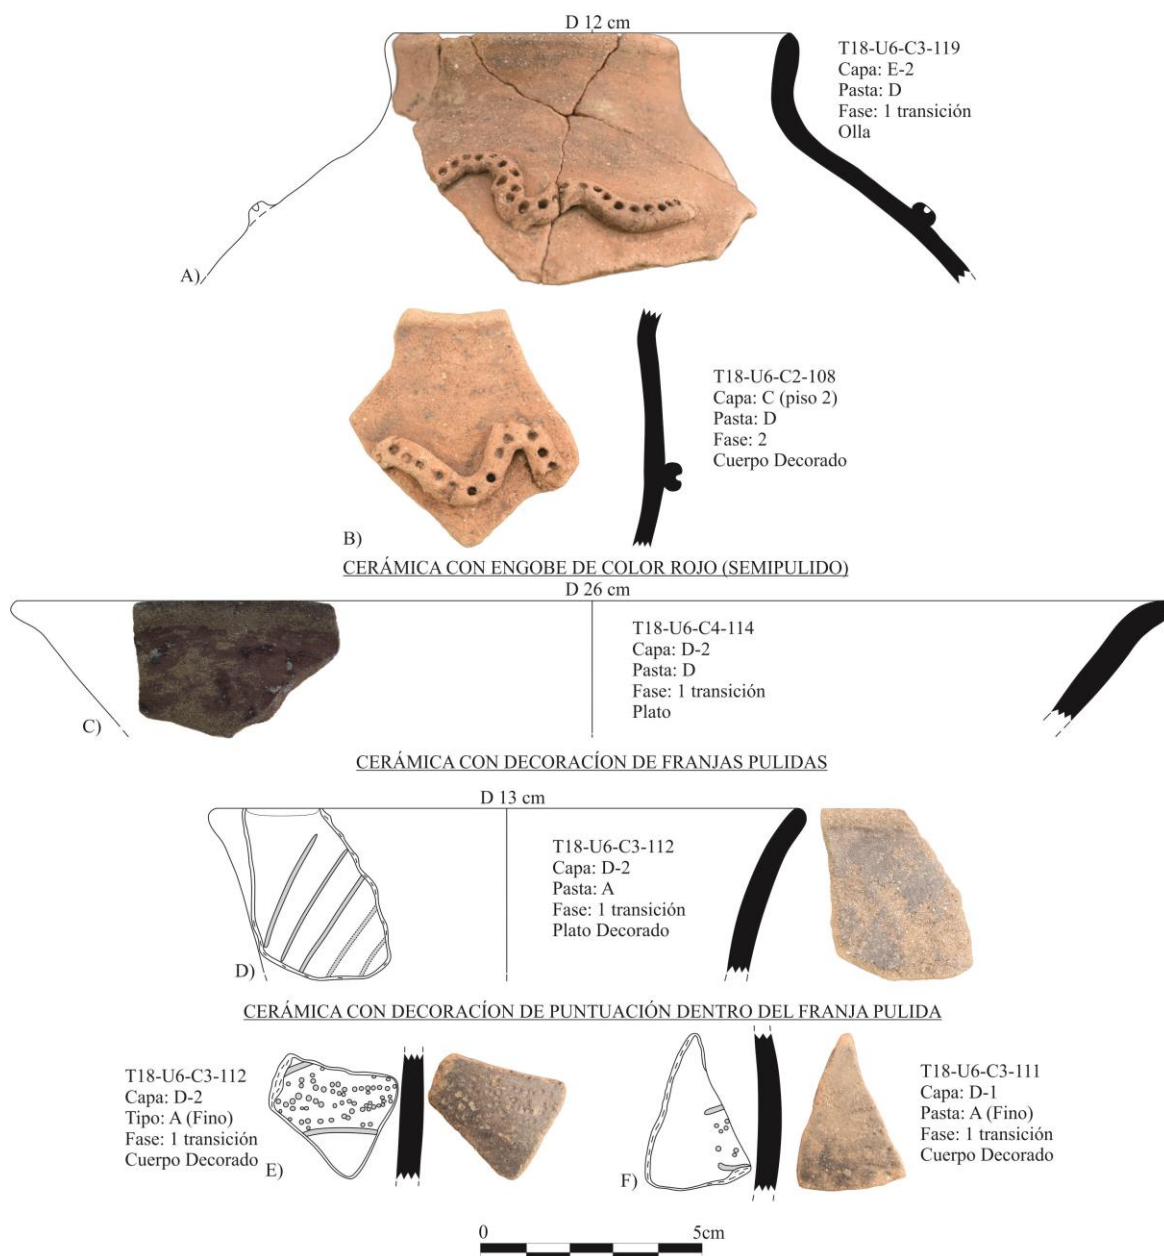 D 12 cm
T18-U6-C3-119
Capa: E-2
Pasta: D
Fase: 1 transición
Olla
A)
T18-U6-C2-108
Capa: C (piso 2)
Pasta: D
Fase: 2
Cuerpo Decorado
B)
CERÁMICA CON ENGOBE DE COLOR ROJO (SEMIPULIDO)
D 26 cm
T18-U6-C4-114
Capa: D-2
Pasta: D
Fase: 1 transición
Plato
C)
CERÁMICA CON DECORACÍON DE FRANJAS PULIDAS
D 13 cm
T18-U6-C3-112
Capa: D-2
Pasta: A
Fase: 1 transición
Plato Decorado
D)
CERÁMICA CON DECORACÍON DE PUNTUACIÓN DENTRO DEL FRANJA PULIDA
T18-U6-C3-112
Capa: D-2
Tipo: A (Fino)
Fase: 1 transición
Cuerpo Decorado
E)
T18-U6-C3-111
Capa: D-1
Pasta: A (Fino)
Fase: 1 transición
Cuerpo Decorado
F)
0 5cm